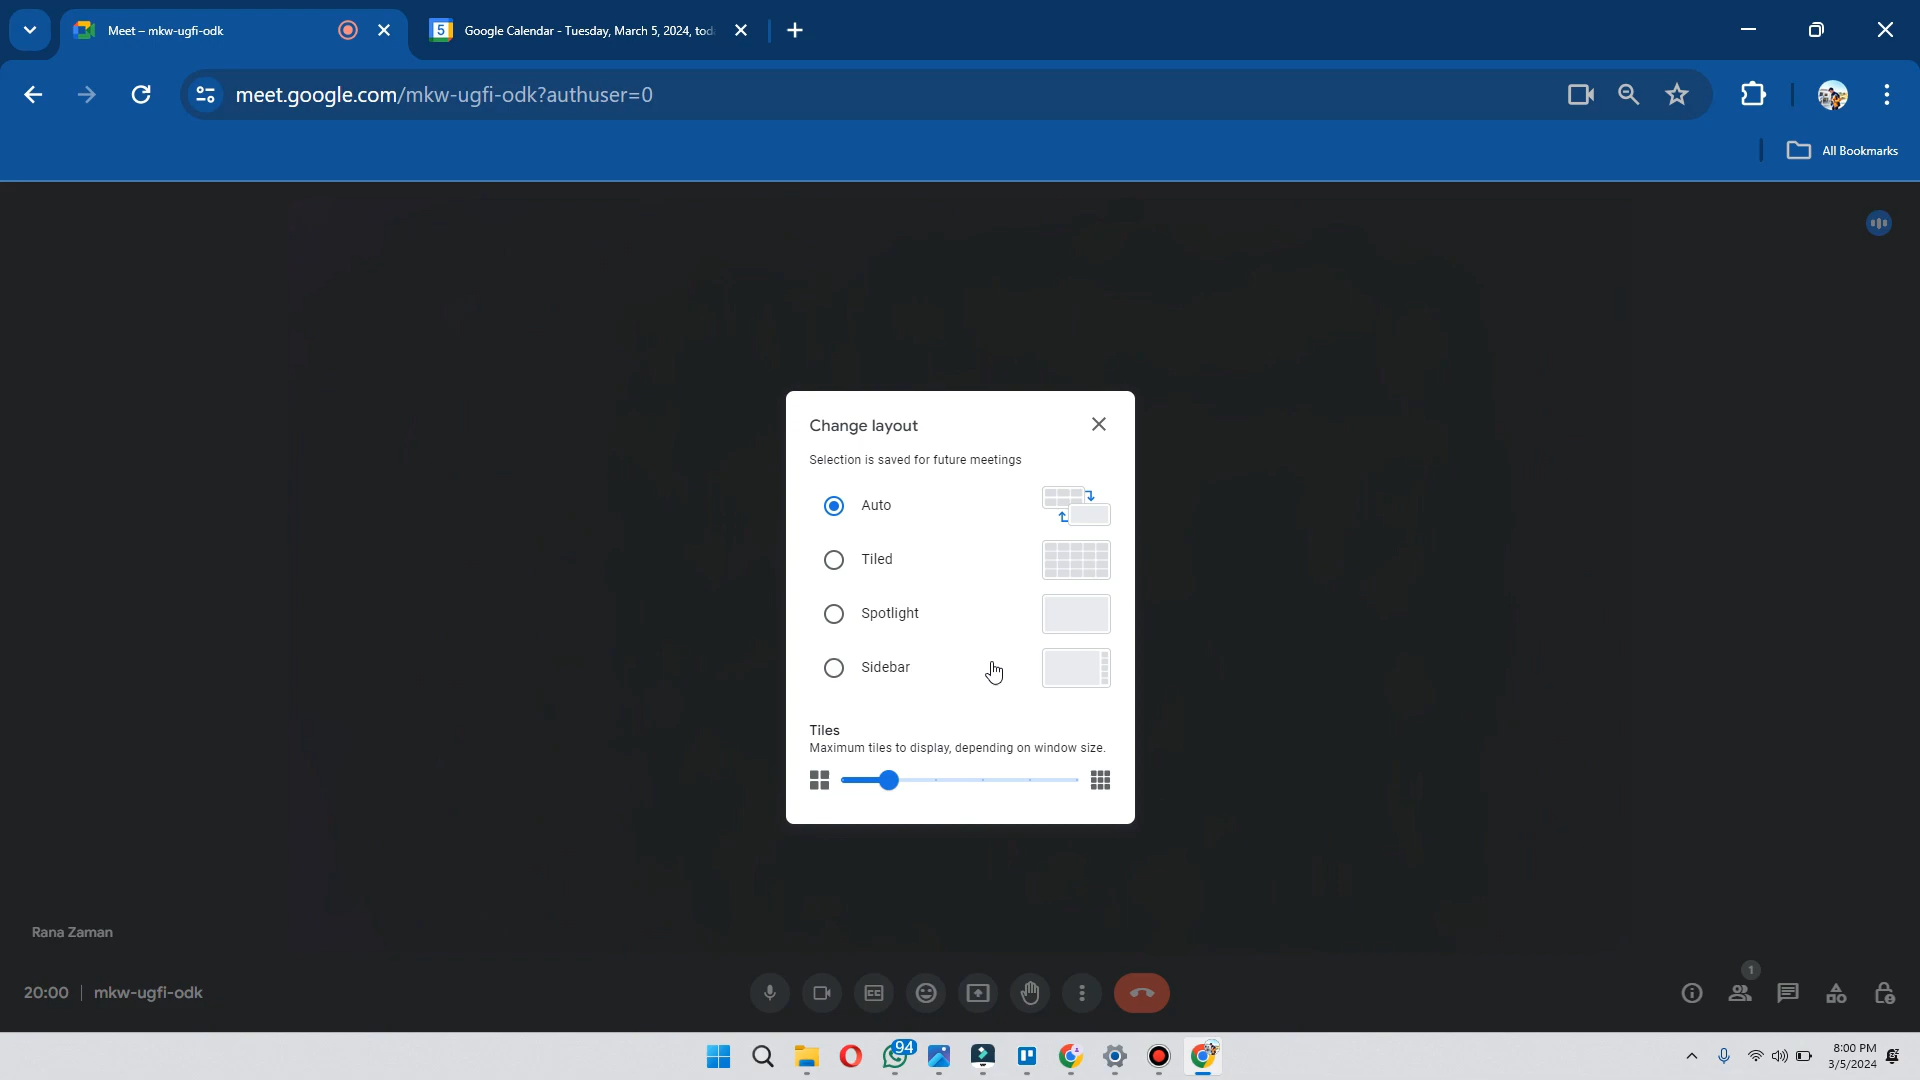 Meet – mkw-ugfi-odk
5
Google Calendar - Tuesday, March 5, 2024, tod
meet.google.com/mkw-ugfi-odk?authuser=0
All Bookmarks
Change layout
Selection is saved for future meetings
Auto
Tiled
Spotlight
Sidebar
Tiles
Maximum tiles to display, depending on window size.
Rana Zaman
20:00 | mkw-ugfi-odk
1
94
8:00 PM
3/5/2024